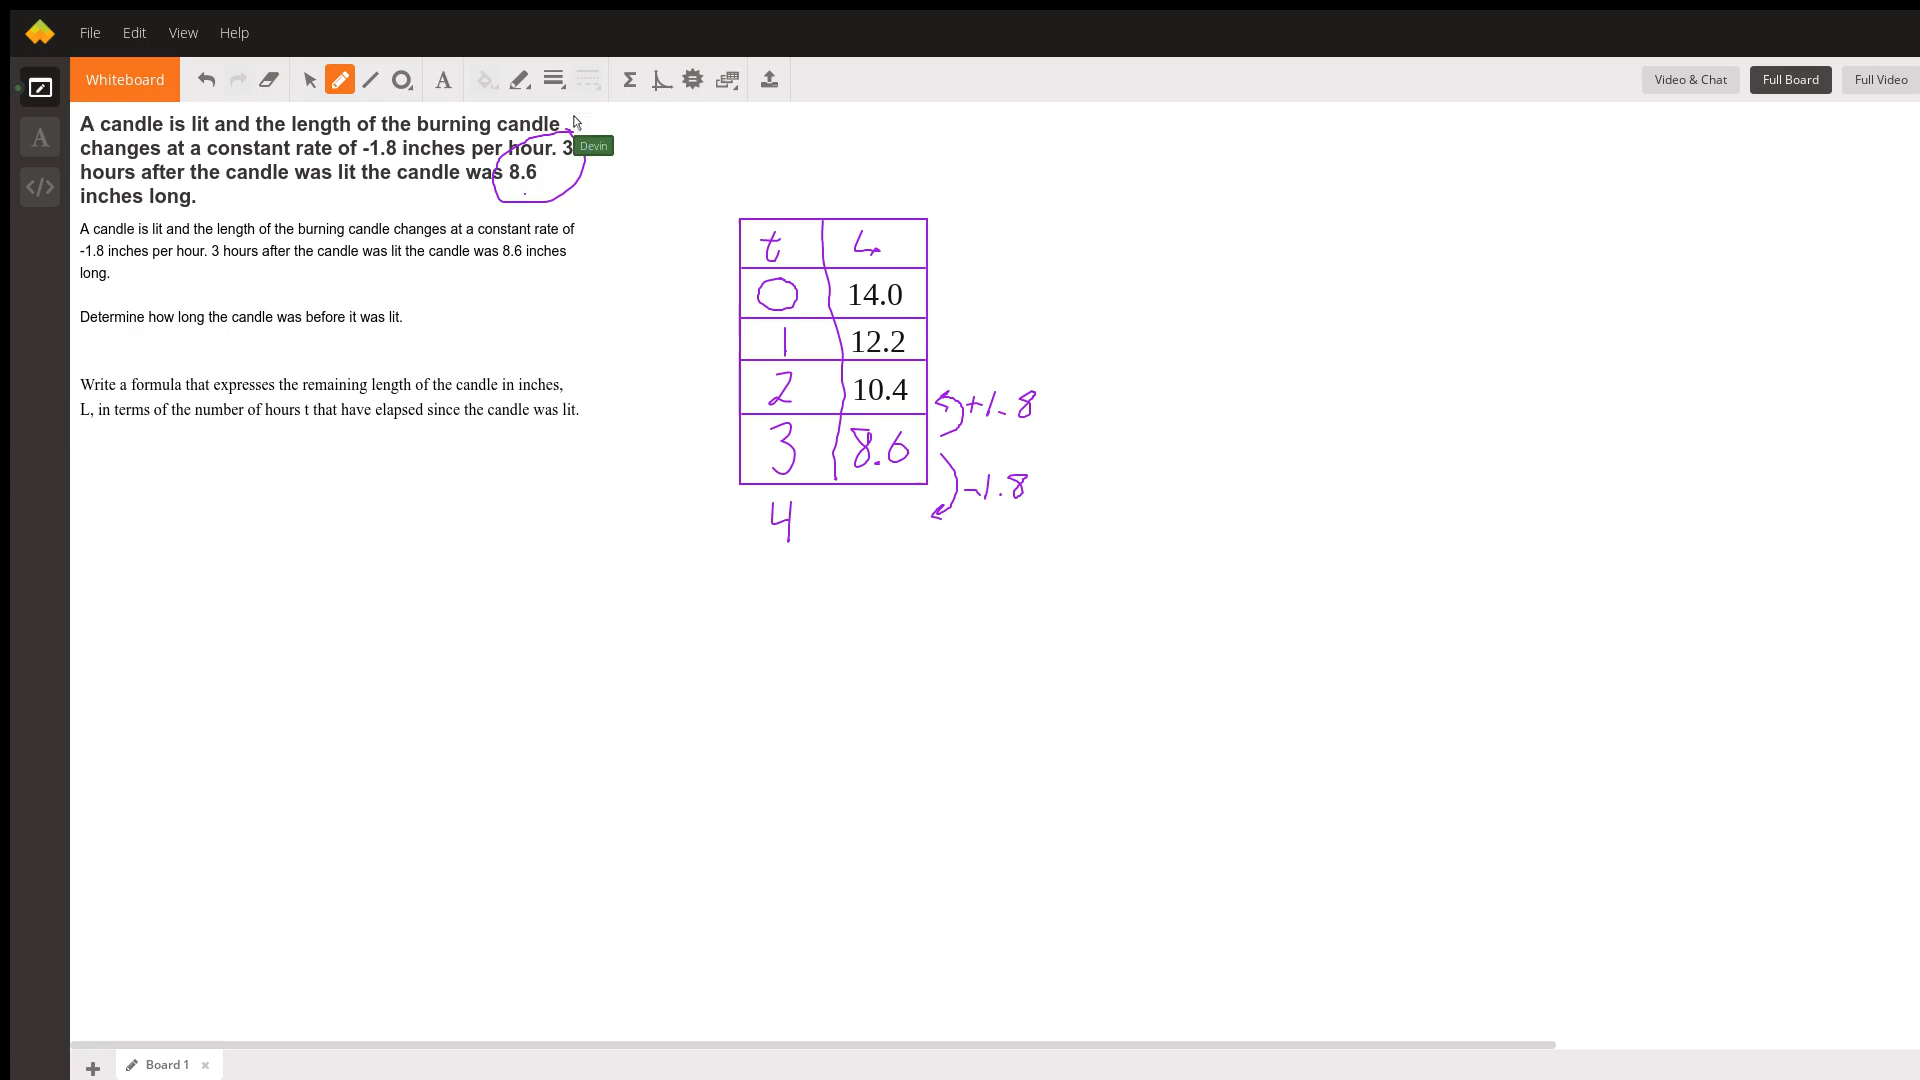 File Edit View Help
Whiteboard
Video & Chat Full Board Full Video
A candle is lit and the length of the burning candle
changes at a constant rate of -1.8 inches per hour. 3
hours after the candle was lit the candle was 8.6
inches long.
Devin
A candle is lit and the length of the burning candle changes at a constant rate of
-1.8 inches per hour. 3 hours after the candle was lit the candle was 8.6 inches
long.
Determine how long the candle was before it was lit.
Write a formula that expresses the remaining length of the candle in inches,
L, in terms of the number of hours t that have elapsed since the candle was lit.
t L
0 14.0
1 12.2
2 10.4
+1.8
3 8.6
-1.8
4
Board 1